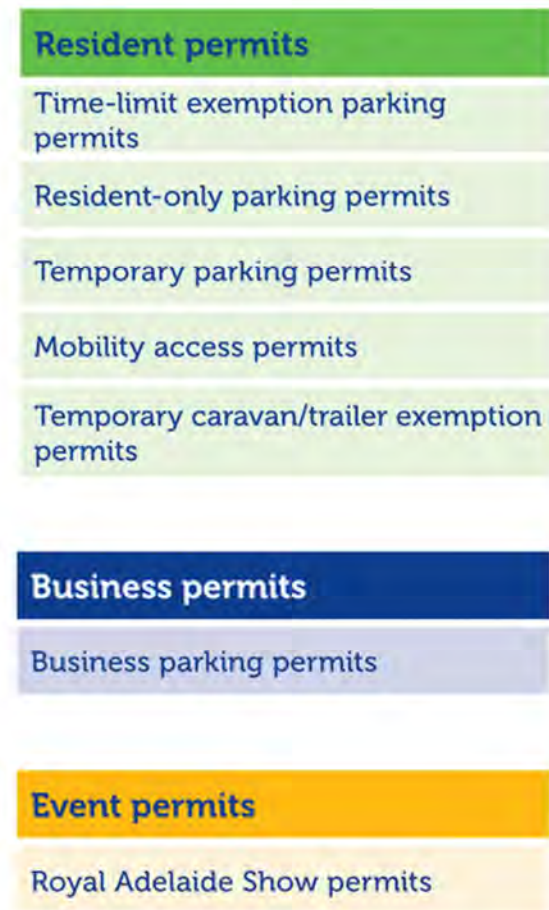 Resident permits
Time-limit exemption parking
permits
Resident-only parking permits
Temporary parking permits
Mobility access permits
Temporary caravan/trailer exemption
permits
Business permits
Business parking permits
Event permits
Royal Adelaide Show permits